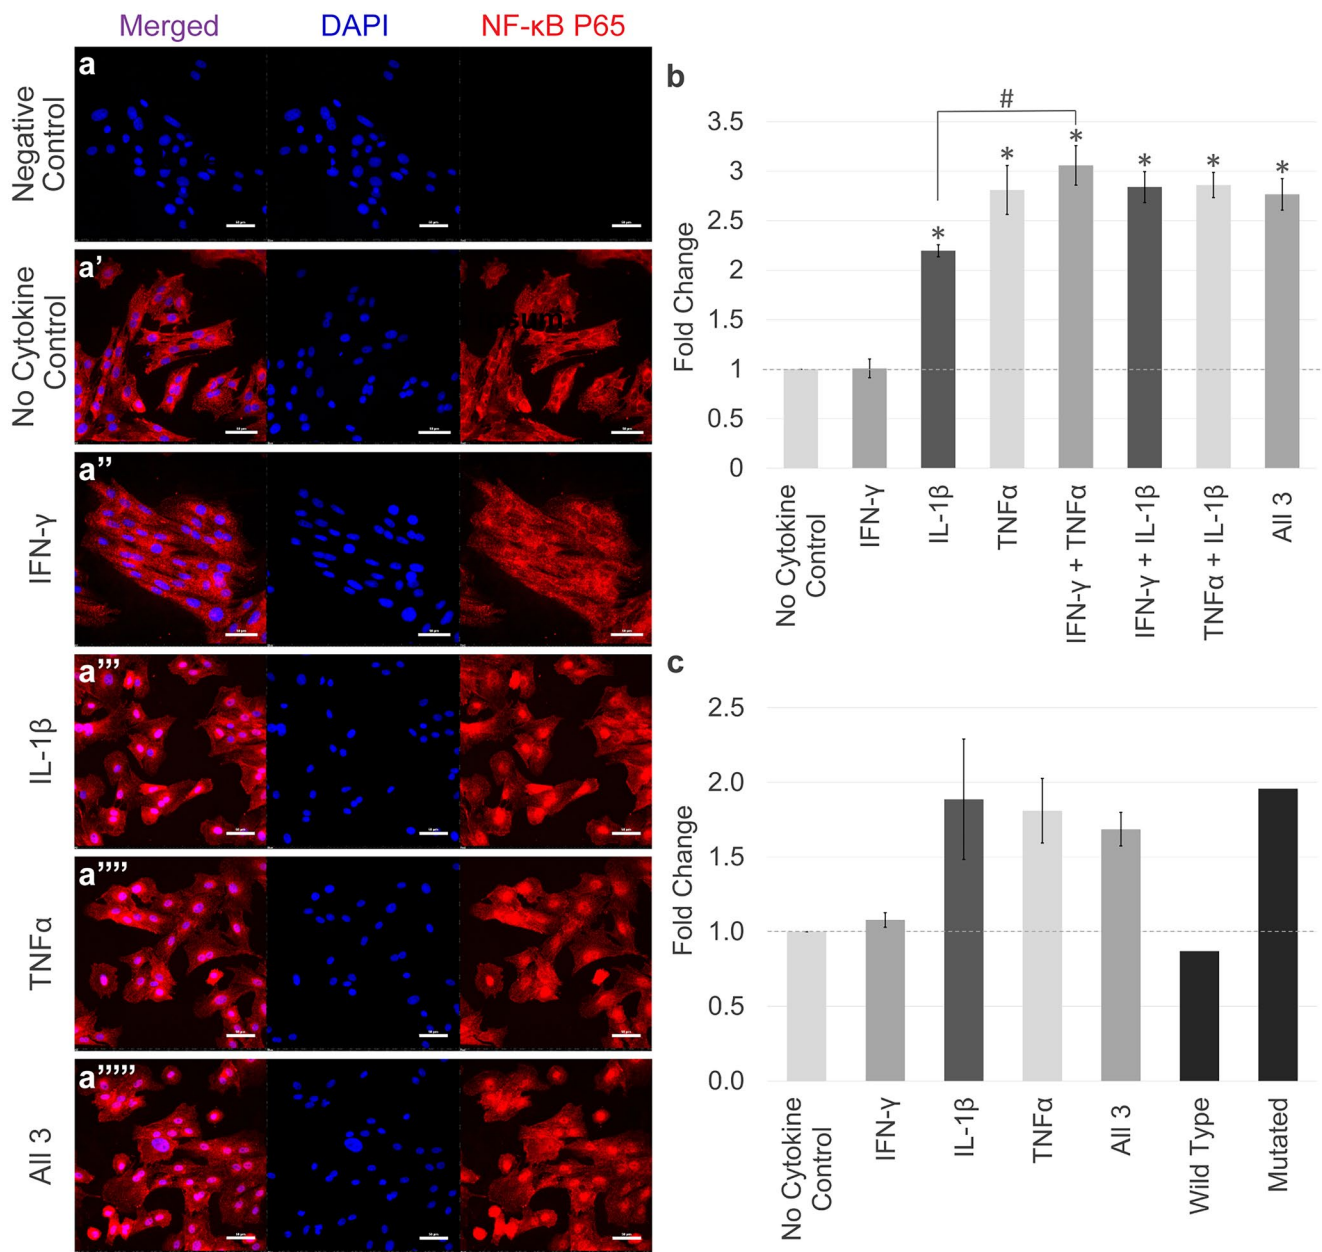 Merged DAPI NF-κB P65
Negative
Control
a
No Cytokine
Control
a’
sum
IFN-γ
a’’
IL-1β
a’’’
TNFα
a’’’’
All 3
a’’’’’
b
#
* * * * * *
Fold Change
3.5
3
2.5
2
1
0.5
0
No Cytokine
Control
IFN-γ
IL-1β
TNFα
IFN-γ + TNFα
IFN-γ + IL-1β
TNFα + IL-1β
All 3
c
Fold Change
2.5
2.0
1.5
1.0
0.5
0.0
No Cytokine
Control
IFN-γ
IL-1β
TNFα
All 3
Wild Type
Mutated